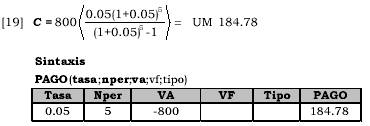 [19] C = 800 [0.05(1+0.05)^5 / (1+0.05)^5 -1] = UM 184.78
Sintaxis
PAGO(tasa;nper;va;vf;tipo)
Tasa Nper VA VF Tipo PAGO
0.05 5 -800 184.78